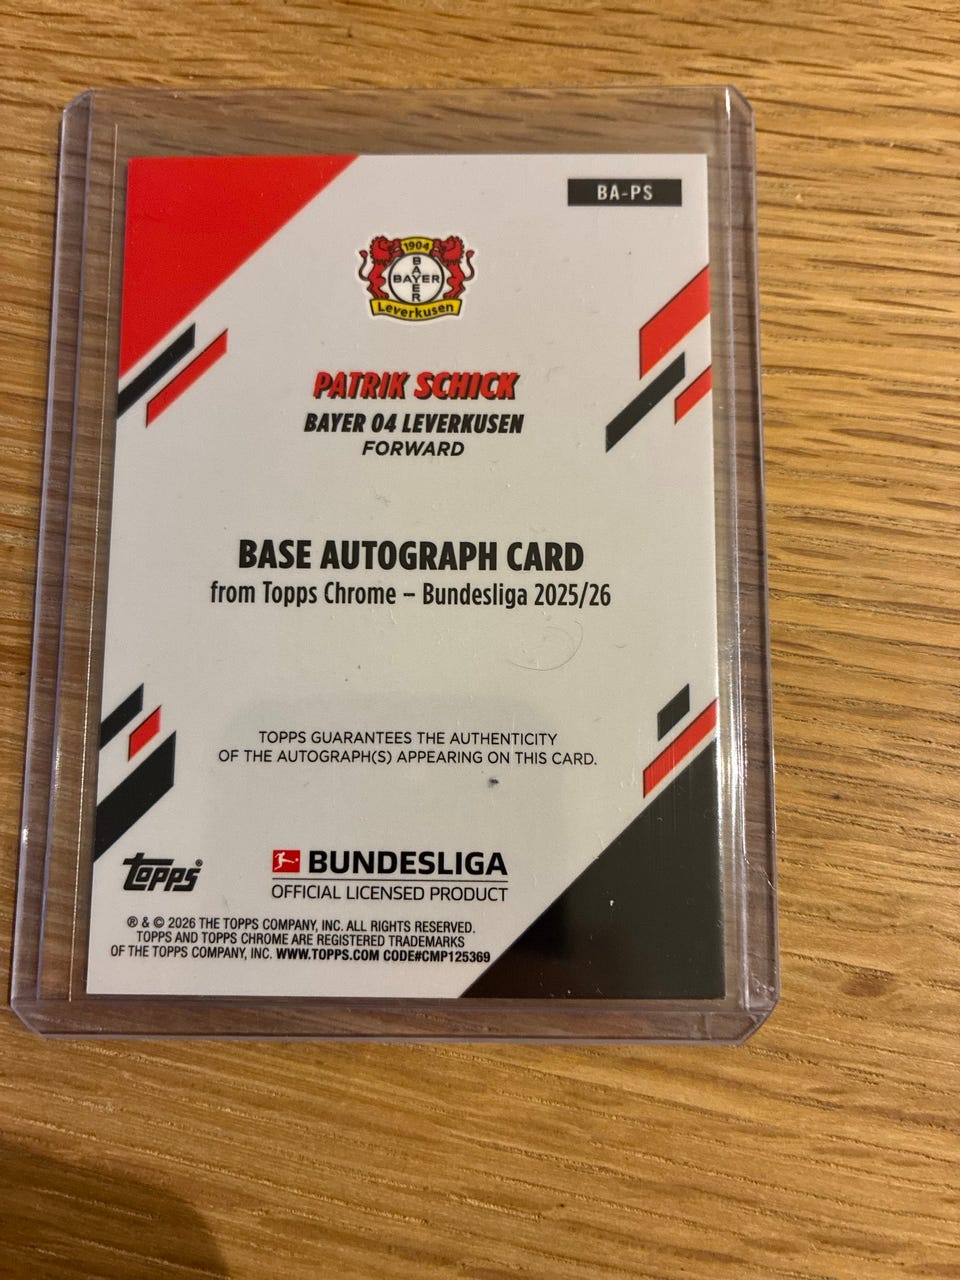 BA-PS
1904
BAYER
BAYER
Leverkusen
PATRIK SCHICK
BAYER 04 LEVERKUSEN
FORWARD
BASE AUTOGRAPH CARD
from Topps Chrome – Bundesliga 2025/26
TOPPS GUARANTEES THE AUTHENTICITY
OF THE AUTOGRAPH(S) APPEARING ON THIS CARD.
topps®
BUNDESLIGA
OFFICIAL LICENSED PRODUCT
® & © 2026 THE TOPPS COMPANY, INC. ALL RIGHTS RESERVED.
TOPPS AND TOPPS CHROME ARE REGISTERED TRADEMARKS
OF THE TOPPS COMPANY, INC. WWW.TOPPS.COM CODE#CMP125369